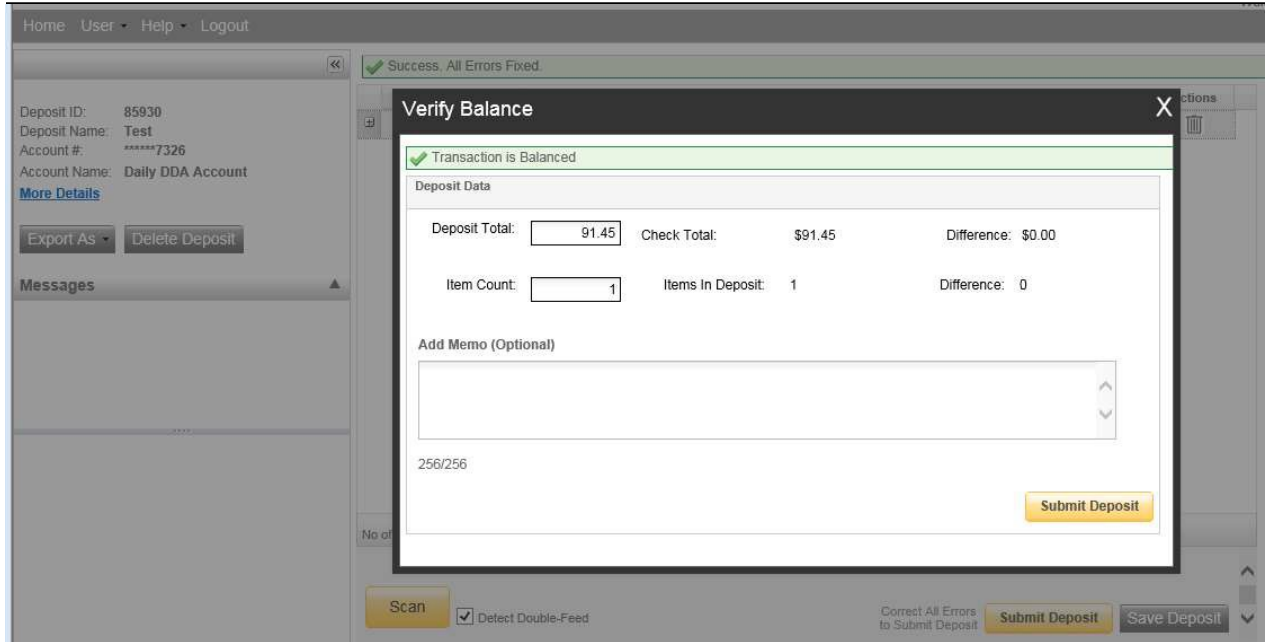 Home User Help Logout
Success. All Errors Fixed.
Deposit ID: 85930
Deposit Name: Test
Account #: ******7326
Account Name: Daily DDA Account
More Details
Export As Delete Deposit
Messages
Verify Balance X
Transaction is Balanced
Deposit Data
Deposit Total: 91.45 Check Total: $91.45 Difference: $0.00
Item Count: 1 Items In Deposit: 1 Difference: 0
Add Memo (Optional)
256/256
Submit Deposit
No of
Scan Detect Double-Feed
Correct All Errors
to Submit Deposit
Submit Deposit Save Deposit